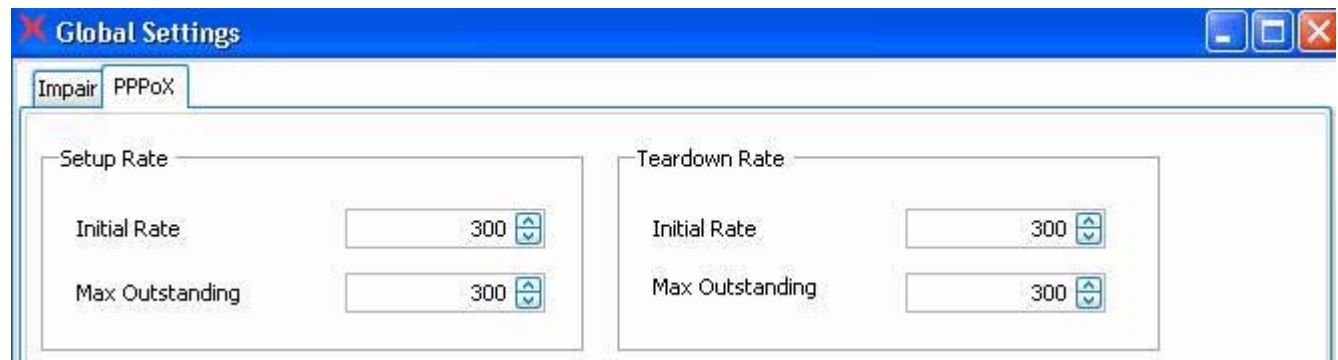 Global Settings
Impair PPPoX
Setup Rate
Initial Rate 300
Max Outstanding 300
Teardown Rate
Initial Rate 300
Max Outstanding 300